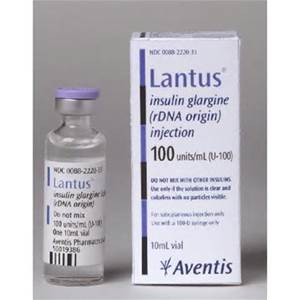 NDC 0088-2220-33
Lantus®
insulin glargine
(rDNA origin)
injection
100 units/mL (U-100)
DO NOT MIX WITH OTHER INSULINS.
Use only if the solution is clear and
colorless with no particles visible.
For subcutaneous injection only
Use with a 100-U syringe only
10mL vial
Aventis
NDC 0088-2220-33
Lantus®
insulin glargine
(rDNA origin)
Do not mix
100 units/mL (U-100)
One 10mL vial
Aventis Pharmaceuticals
50019386